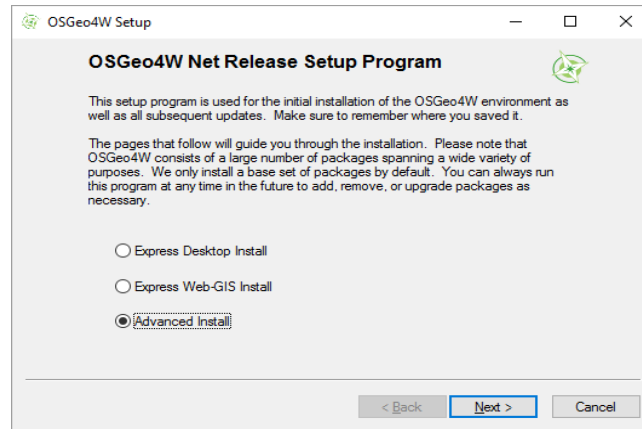 OSGeo4W Setup
OSGeo4W Net Release Setup Program
This setup program is used for the initial installation of the OSGeo4W environment as
well as all subsequent updates. Make sure to remember where you saved it.
The pages that follow will guide you through the installation. Please note that
OSGeo4W consists of a large number of packages spanning a wide variety of
purposes. We only install a base set of packages by default. You can always run
this program at any time in the future to add, remove, or upgrade packages as
necessary.
Express Desktop Install
Express Web-GIS Install
Advanced Install
< Back
Next >
Cancel